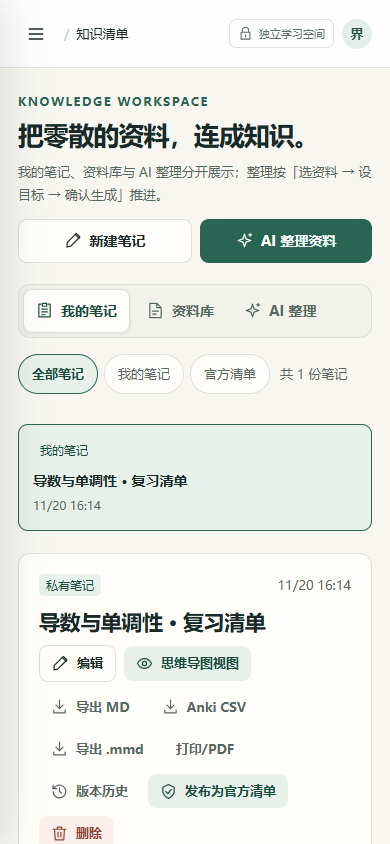 / 知识清单
独立学习空间
界
KNOWLEDGE WORKSPACE
把零散的资料，连成知识。
我的笔记、资料库与 AI 整理分开展示；整理按「选资料 → 设
目标 → 确认生成」推进。
新建笔记
AI 整理资料
我的笔记
资料库
AI 整理
全部笔记
我的笔记
官方清单
共 1 份笔记
我的笔记
导数与单调性 • 复习清单
11/20 16:14
私有笔记
11/20 16:14
导数与单调性 • 复习清单
编辑
思维导图视图
导出 MD
Anki CSV
导出 .mmd
打印/PDF
版本历史
发布为官方清单
删除